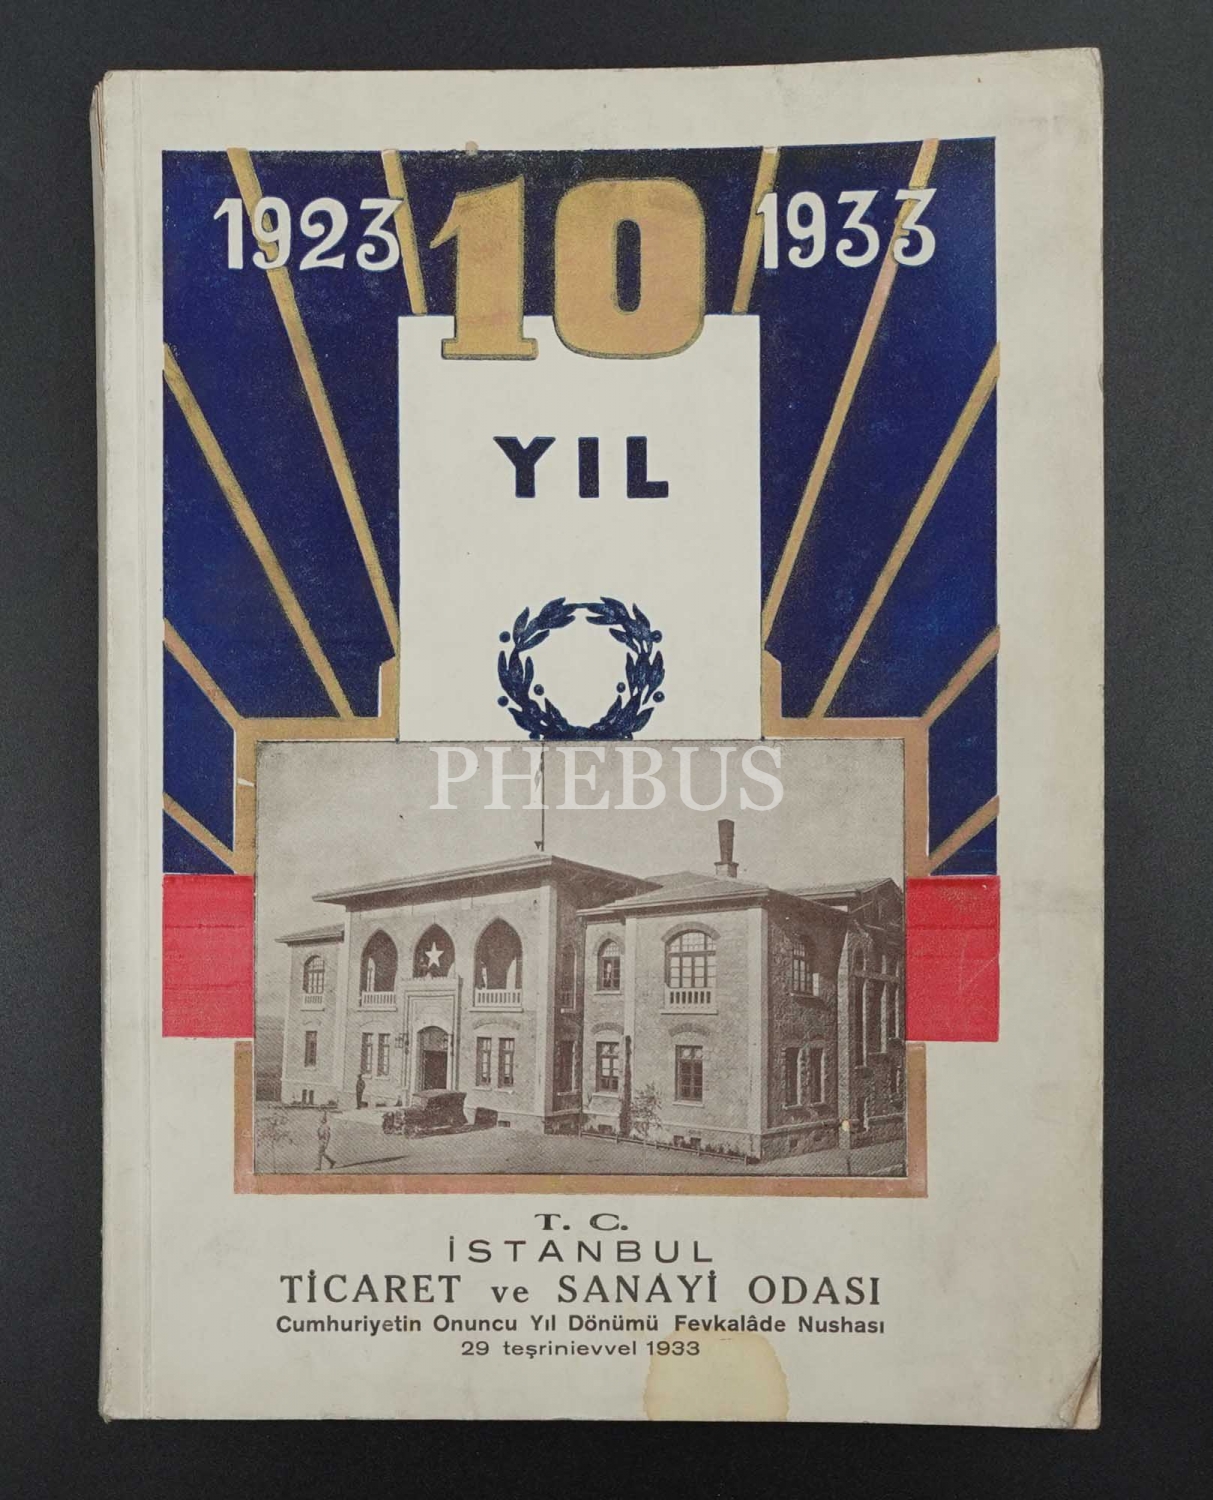 1923 10 1933
YIL
PHEBUS
T. C.
İSTANBUL
TİCARET ve SANAYİ ODASI
Cumhuriyetin Onuncu Yıl Dönümü Fevkalâde Nushası
29 teşrinievvel 1933